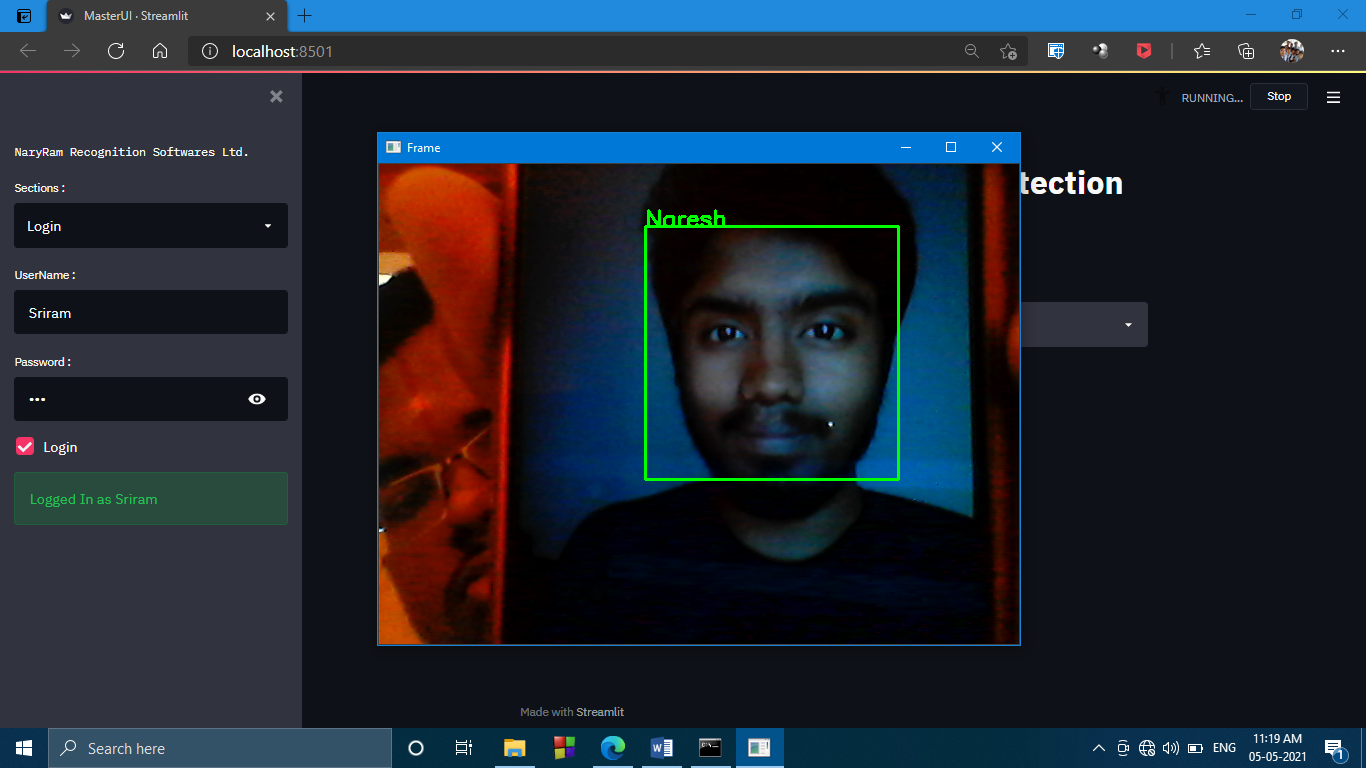 MasterUI · Streamlit
localhost:8501
RUNNING...
Stop
NaryRam Recognition Softwares Ltd.
Sections :
Login
UserName :
Sriram
Password :
•••
Login
Logged In as Sriram
Frame
Naresh
tection
Made with Streamlit
Search here
ENG
11:19 AM
05-05-2021
1